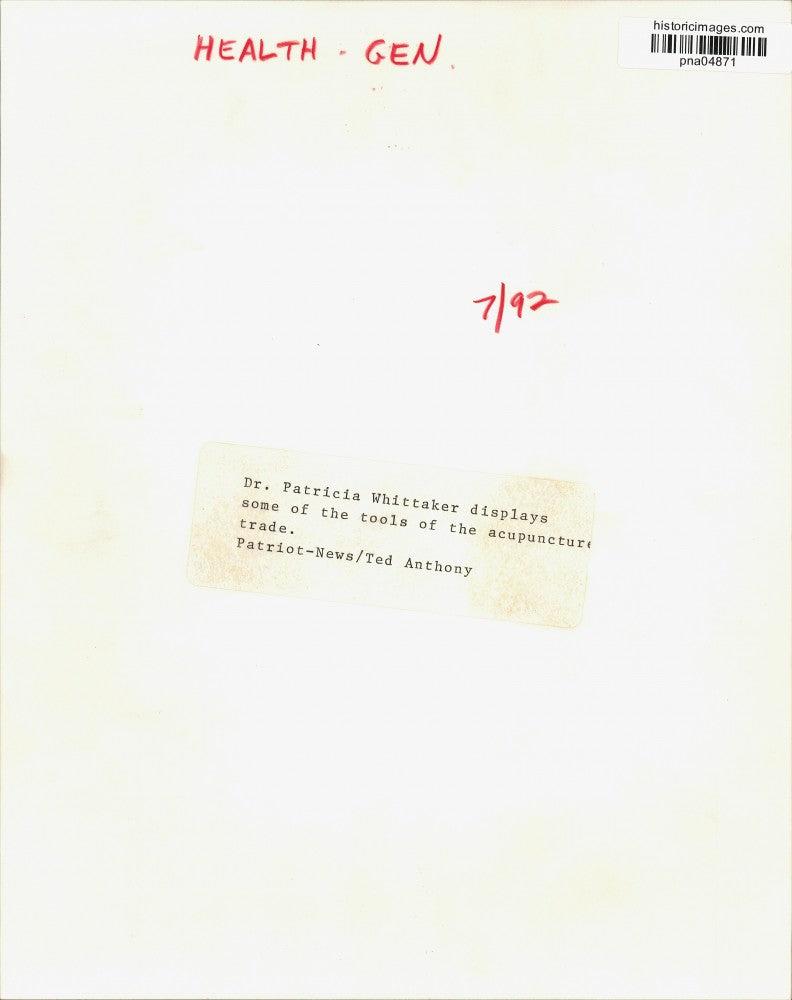 historicimages.com
pna04871
HEALTH - GEN.
7/92
Dr. Patricia Whittaker displays
some of the tools of the acupuncture
trade.
Patriot-News/Ted Anthony